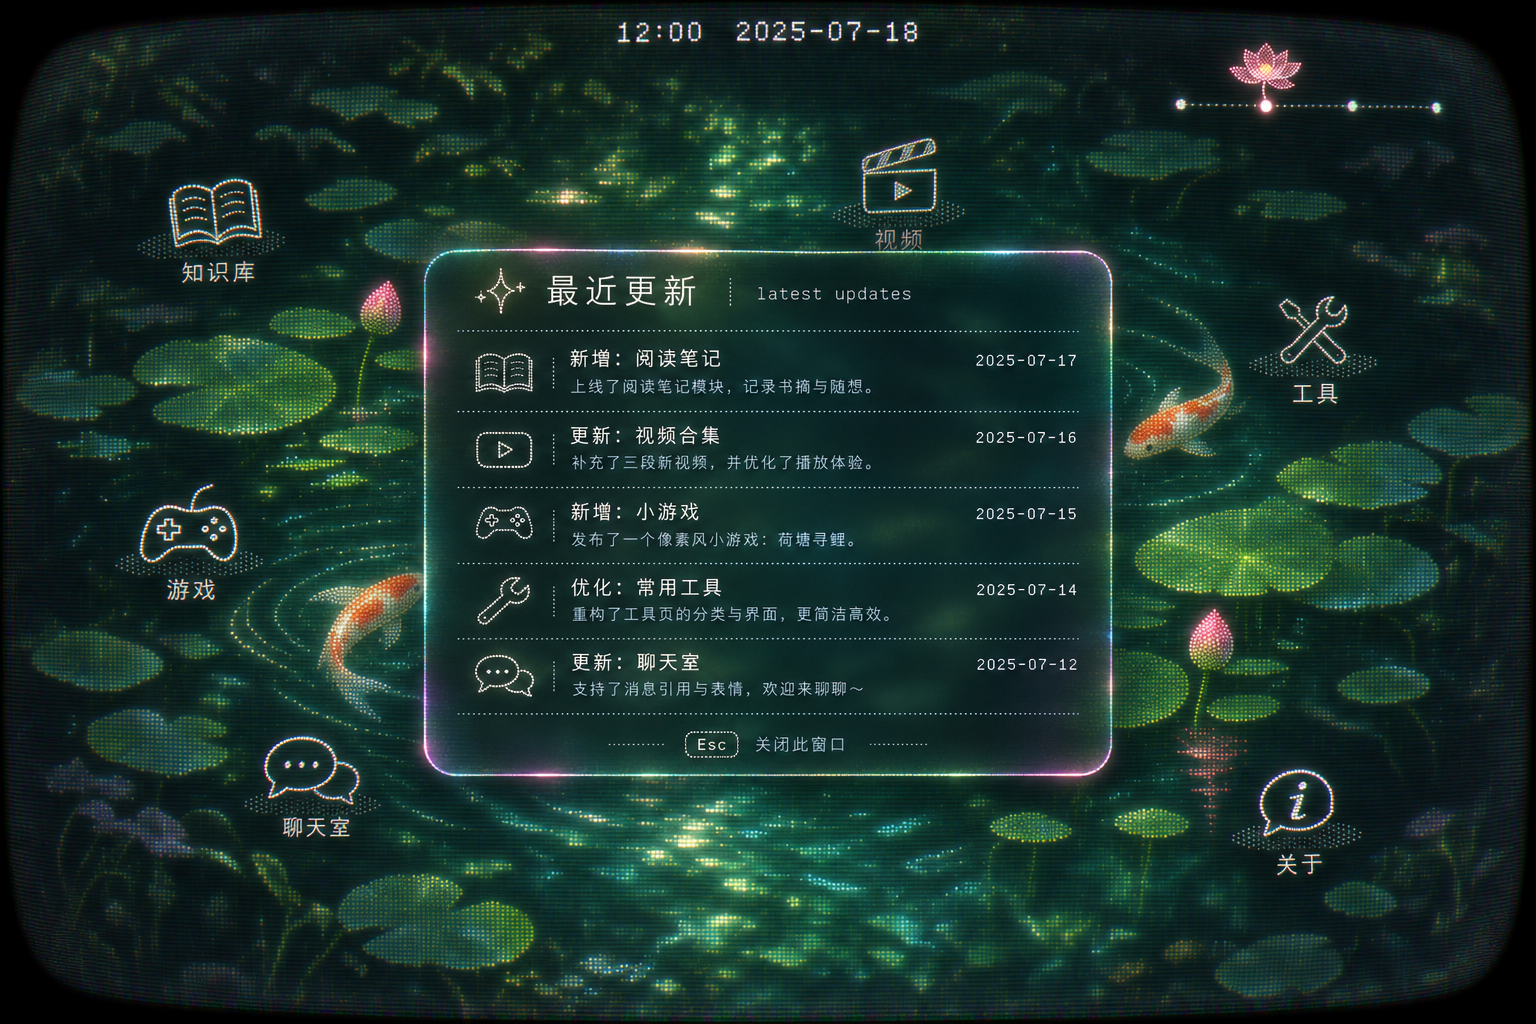 12:00 2025-07-18
视频
知识库
最近更新 latest updates
新增：阅读笔记 2025-07-17
上线了阅读笔记模块，记录书摘与随想。
更新：视频合集 2025-07-16
补充了三段新视频，并优化了播放体验。
新增：小游戏 2025-07-15
发布了一个像素风小游戏：荷塘寻鲤。
优化：常用工具 2025-07-14
重构了工具页的分类与界面，更简洁高效。
更新：聊天室 2025-07-12
支持了消息引用与表情，欢迎来聊聊～
Esc 关闭此窗口
工具
游戏
聊天室
i
关于